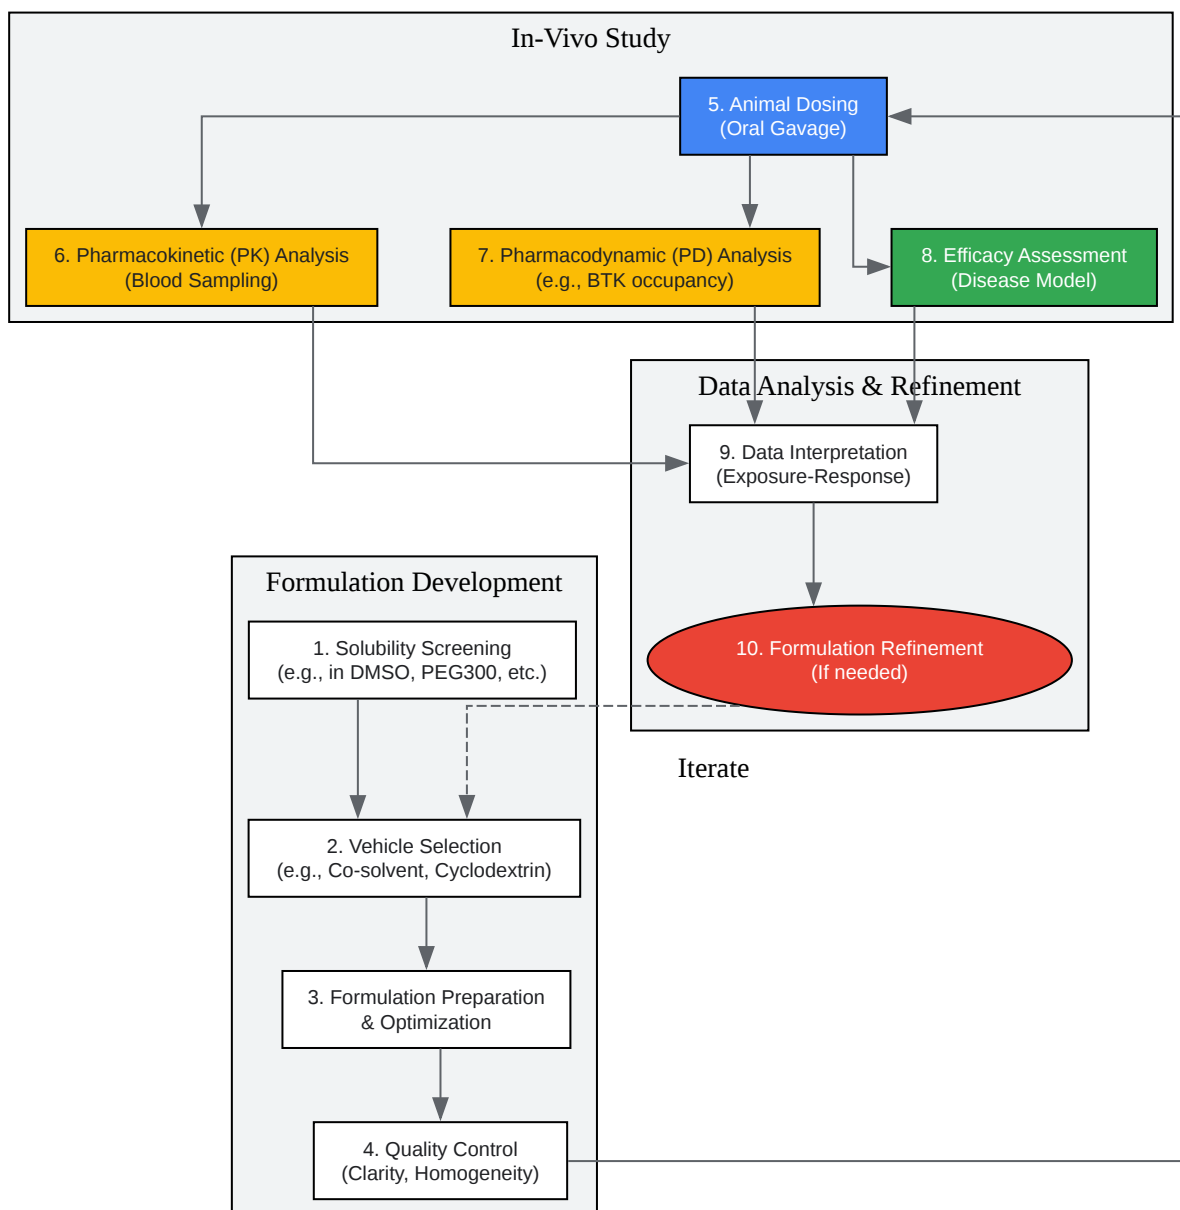 In-Vivo Study
5. Animal Dosing
(Oral Gavage)
6. Pharmacokinetic (PK) Analysis
(Blood Sampling)
7. Pharmacodynamic (PD) Analysis
(e.g., BTK occupancy)
8. Efficacy Assessment
(Disease Model)
Data Analysis & Refinement
9. Data Interpretation
(Exposure-Response)
Formulation Development
1. Solubility Screening
(e.g., in DMSO, PEG300, etc.)
10. Formulation Refinement
(If needed)
Iterate
2. Vehicle Selection
(e.g., Co-solvent, Cyclodextrin)
3. Formulation Preparation
& Optimization
4. Quality Control
(Clarity, Homogeneity)